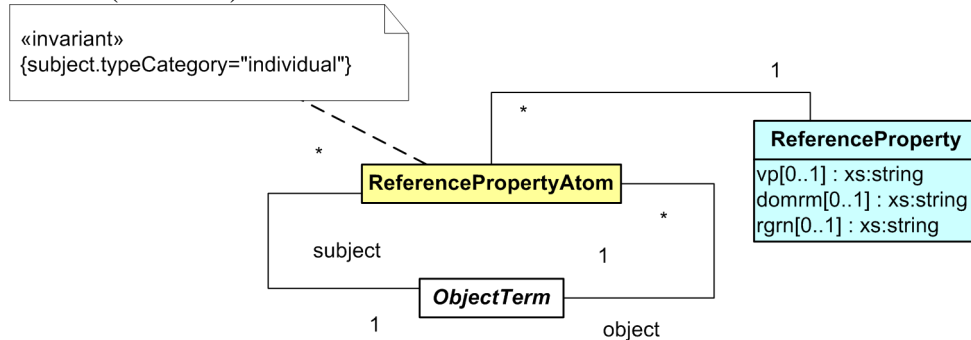 «invariant»
{subject.typeCategory="individual"}
1
*
ReferenceProperty
*
vp[0..1] : xs:string
ReferencePropertyAtom
domrm[0..1] : xs:string
*
rgrn[0..1] : xs:string
subject
1
ObjectTerm
1
object